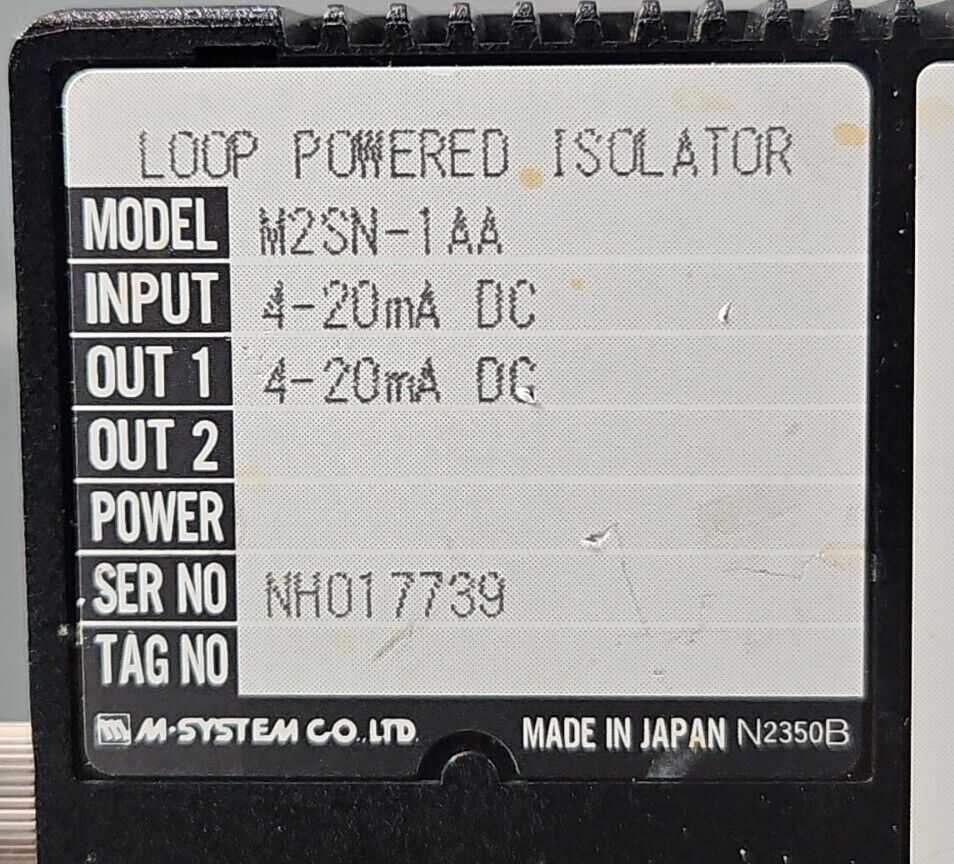 LOOP POWERED ISOLATOR
MODEL M2SN-1AA
INPUT 4-20mA DC
OUT 1 4-20mA DC
OUT 2
POWER
SER NO NH017739
TAG NO
M·SYSTEM CO.,LTD. MADE IN JAPAN N2350B